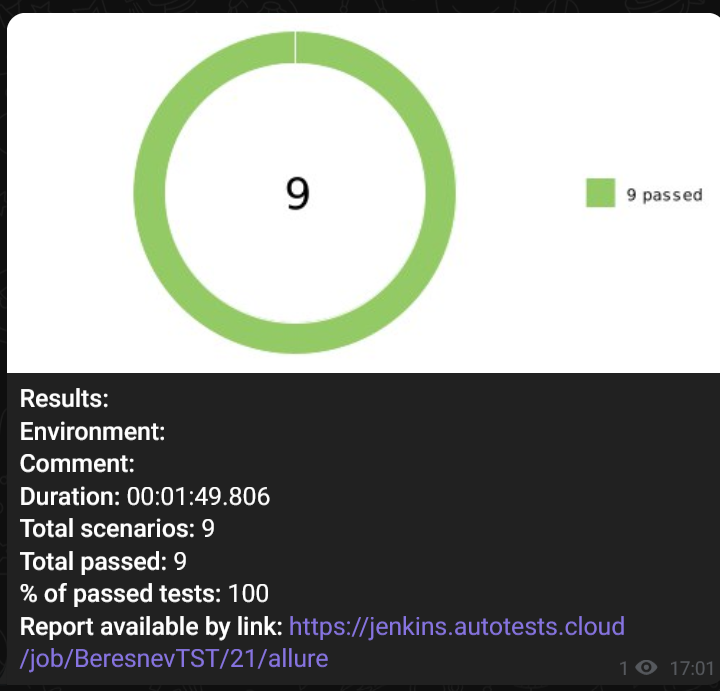 9
9 passed
Results:
Environment:
Comment:
Duration: 00:01:49.806
Total scenarios: 9
Total passed: 9
% of passed tests: 100
Report available by link: https://jenkins.autotests.cloud
/job/BeresnevTST/21/allure
1 17:01